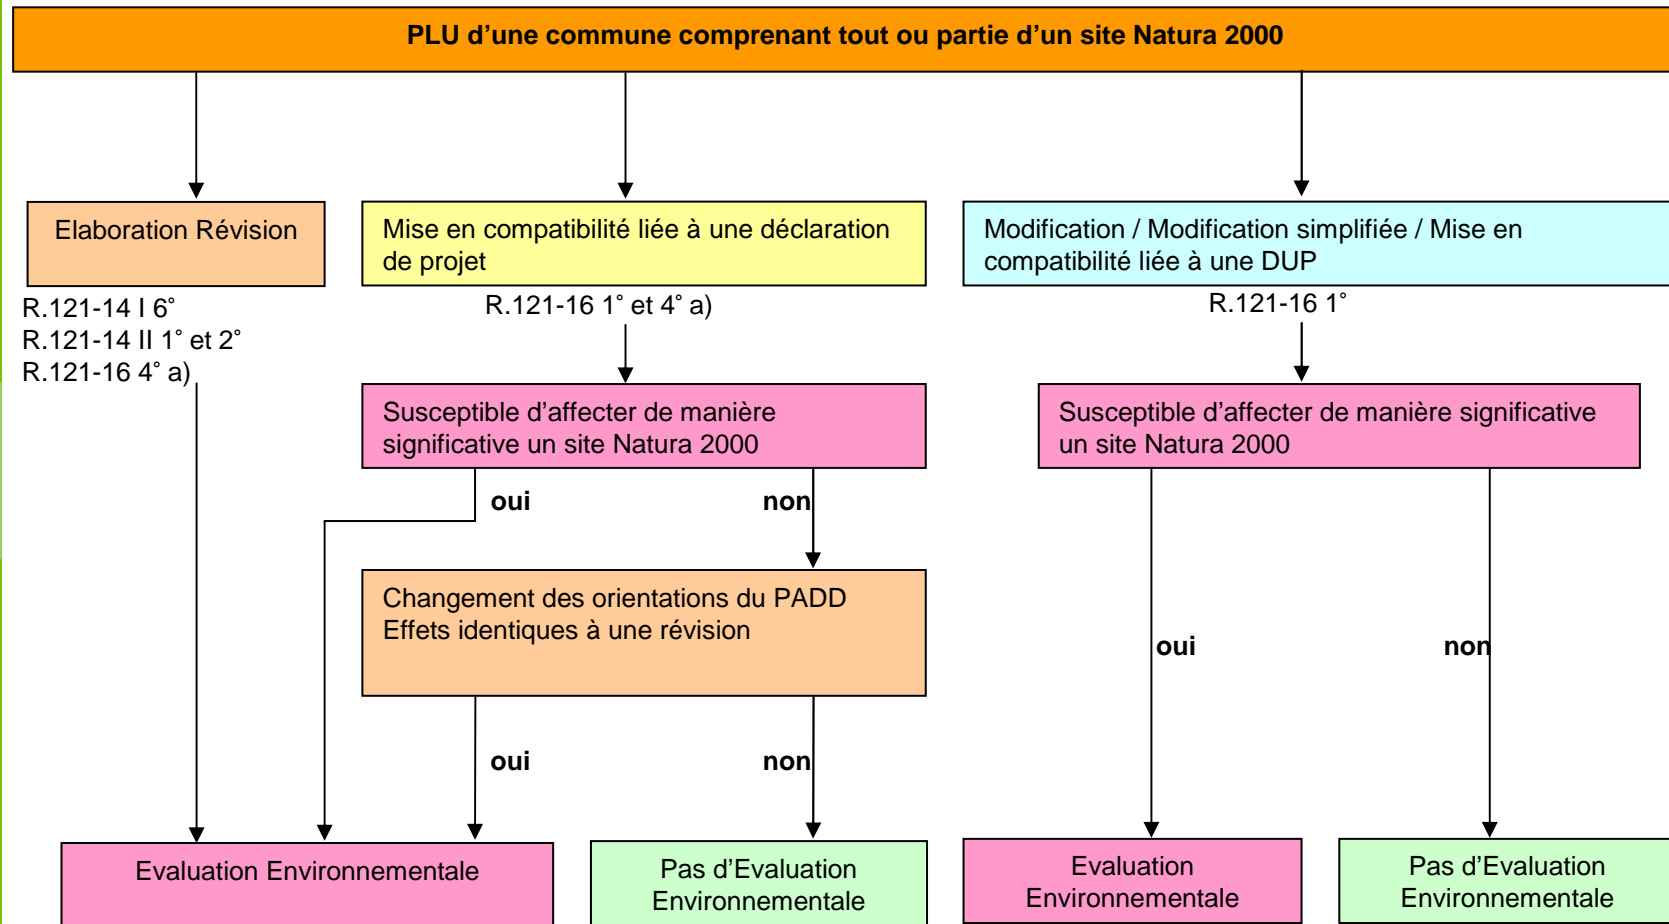 PLU d'une commune comprenant tout ou partie d'un site Natura 2000
Elaboration Révision
R.121-14 I 6°
R.121-14 II 1° et 2°
R.121-16 4° a)
Mise en compatibilité liée à une déclaration
de projet
R.121-16 1° et 4° a)
Susceptible d'affecter de manière
significative un site Natura 2000
oui
non
Changement des orientations du PADD
Effets identiques à une révision
oui
non
Evaluation Environnementale
Pas d'Evaluation
Environnementale
Modification / Modification simplifiée / Mise en
compatibilité liée à une DUP
R.121-16 1°
Susceptible d'affecter de manière significative
un site Natura 2000
oui
non
Evaluation
Environnementale
Pas d'Evaluation
Environnementale